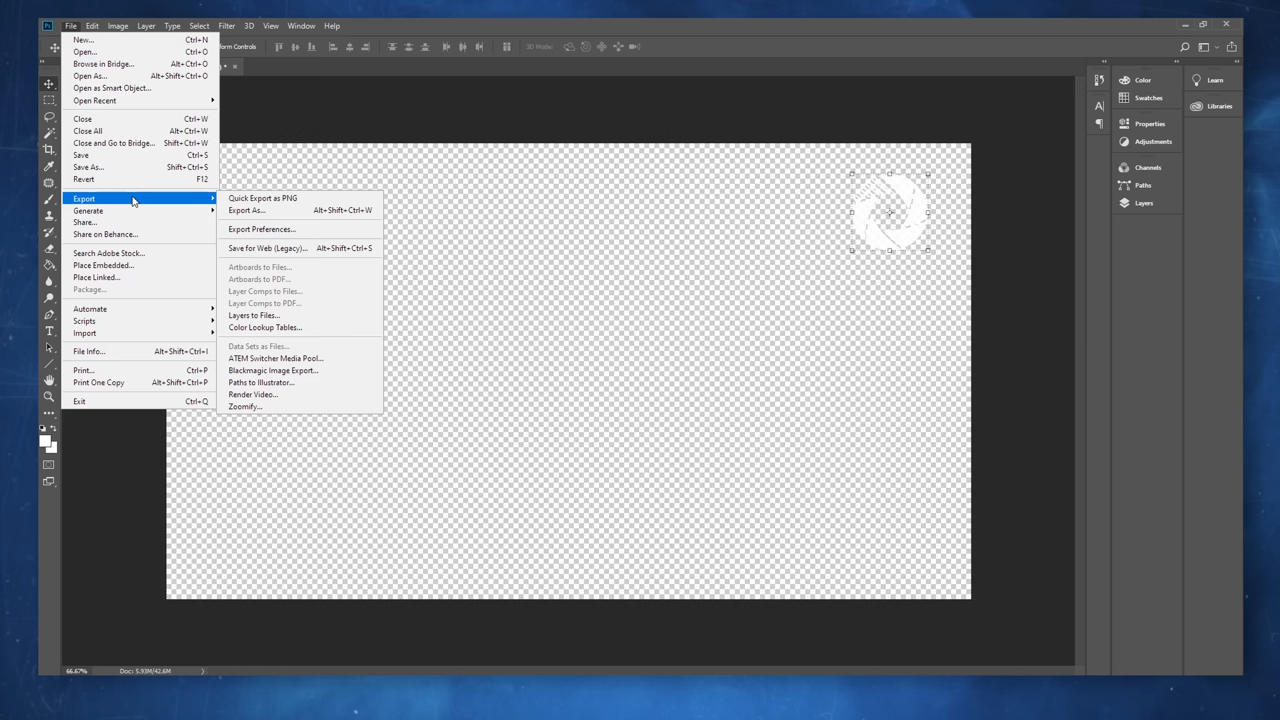 Ps File Edit Image Layer Type Select Filter 3D View Window Help
form Controls
3D Mode:
New... Ctrl+N
Open... Ctrl+O
Browse in Bridge... Alt+Ctrl+O
Open As... Alt+Shift+Ctrl+O
Open as Smart Object...
Open Recent
Close Ctrl+W
Close All Alt+Ctrl+W
Close and Go to Bridge... Shift+Ctrl+W
Save Ctrl+S
Save As... Shift+Ctrl+S
Revert F12
Export
Generate
Share...
Share on Behance...
Search Adobe Stock...
Place Embedded...
Place Linked...
Package...
Automate
Scripts
Import
File Info... Alt+Shift+Ctrl+I
Print... Ctrl+P
Print One Copy Alt+Shift+Ctrl+P
Exit Ctrl+Q
Quick Export as PNG
Export As... Alt+Shift+Ctrl+W
Export Preferences...
Save for Web (Legacy)... Alt+Shift+Ctrl+S
Artboards to Files...
Artboards to PDF...
Layer Comps to Files...
Layer Comps to PDF...
Layers to Files...
Color Lookup Tables...
Data Sets as Files...
ATEM Switcher Media Pool...
Blackmagic Image Export...
Paths to Illustrator...
Render Video...
Zoomify...
Color
Swatches
Properties
Adjustments
Channels
Paths
Layers
Learn
Libraries
66.67% Doc: 5.93M/42.6M